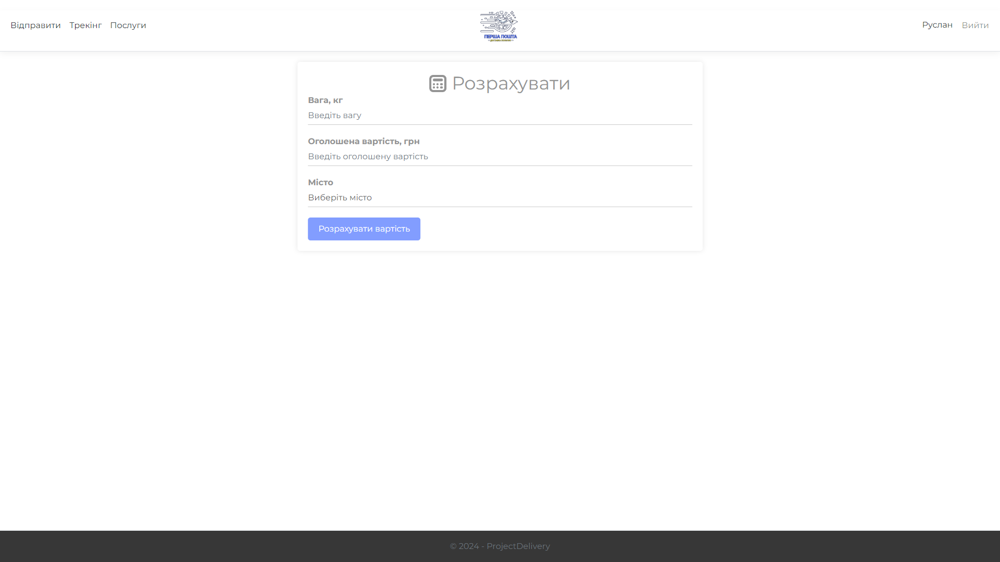 Відправити Трекінг Послуги
ПЕРША ПОШТА
Руслан Вийти
Розрахувати
Вага, кг
Введіть вагу
Оголошена вартість, грн
Введіть оголошену вартість
Місто
Виберіть місто
Розрахувати вартість
© 2024 - ProjectDelivery